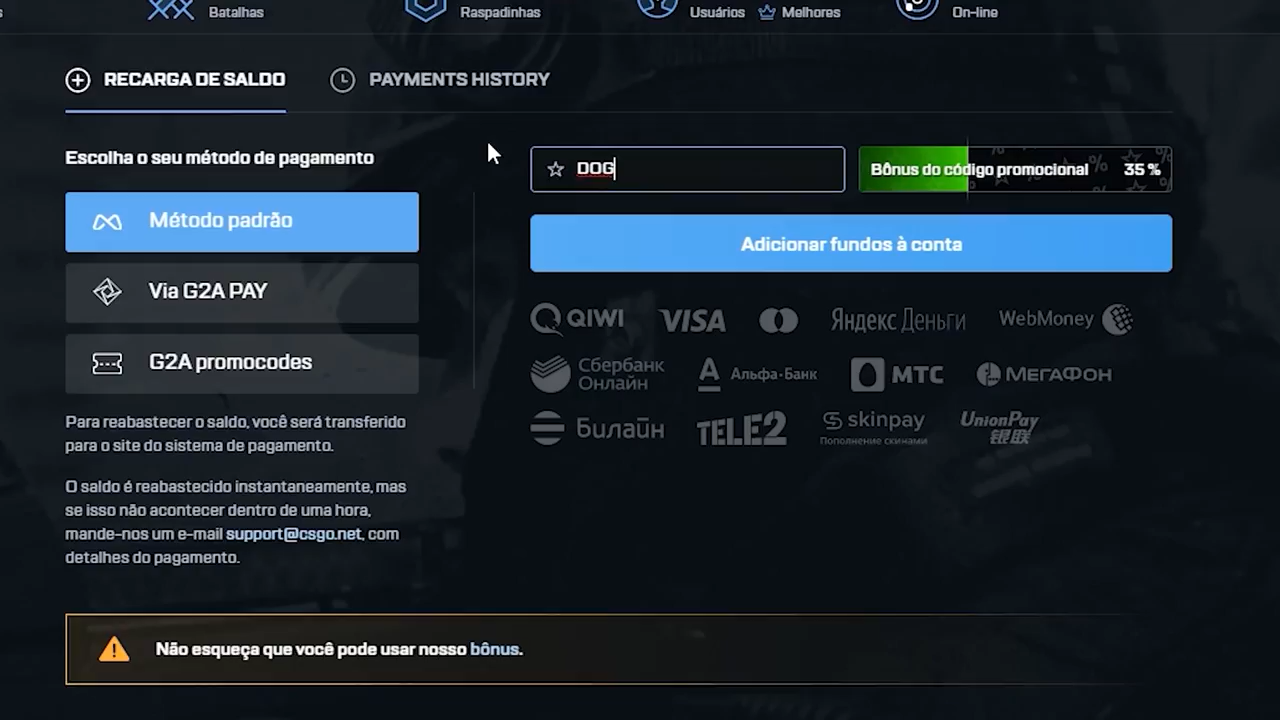 Batalhas
Raspadinhas
Usuários
Melhores
On-line
RECARGA DE SALDO
PAYMENTS HISTORY
Escolha o seu método de pagamento
DOG
Bônus do código promocional 35 %
Método padrão
Adicionar fundos à conta
Via G2A PAY
G2A promocodes
QIWI VISA Яндекс Деньги WebMoney
Сбербанк
Онлайн
Альфа·Банк
МТС
МЕГАФОН
Билайн
TELE2
skinpay
Пополнение скинами
UnionPay
银联
Para reabastecer o saldo, você será transferido
para o site do sistema de pagamento.
O saldo é reabastecido instantaneamente, mas
se isso não acontecer dentro de uma hora,
mande-nos um e-mail support@csgo.net, com
detalhes do pagamento.
Não esqueça que você pode usar nosso bônus.